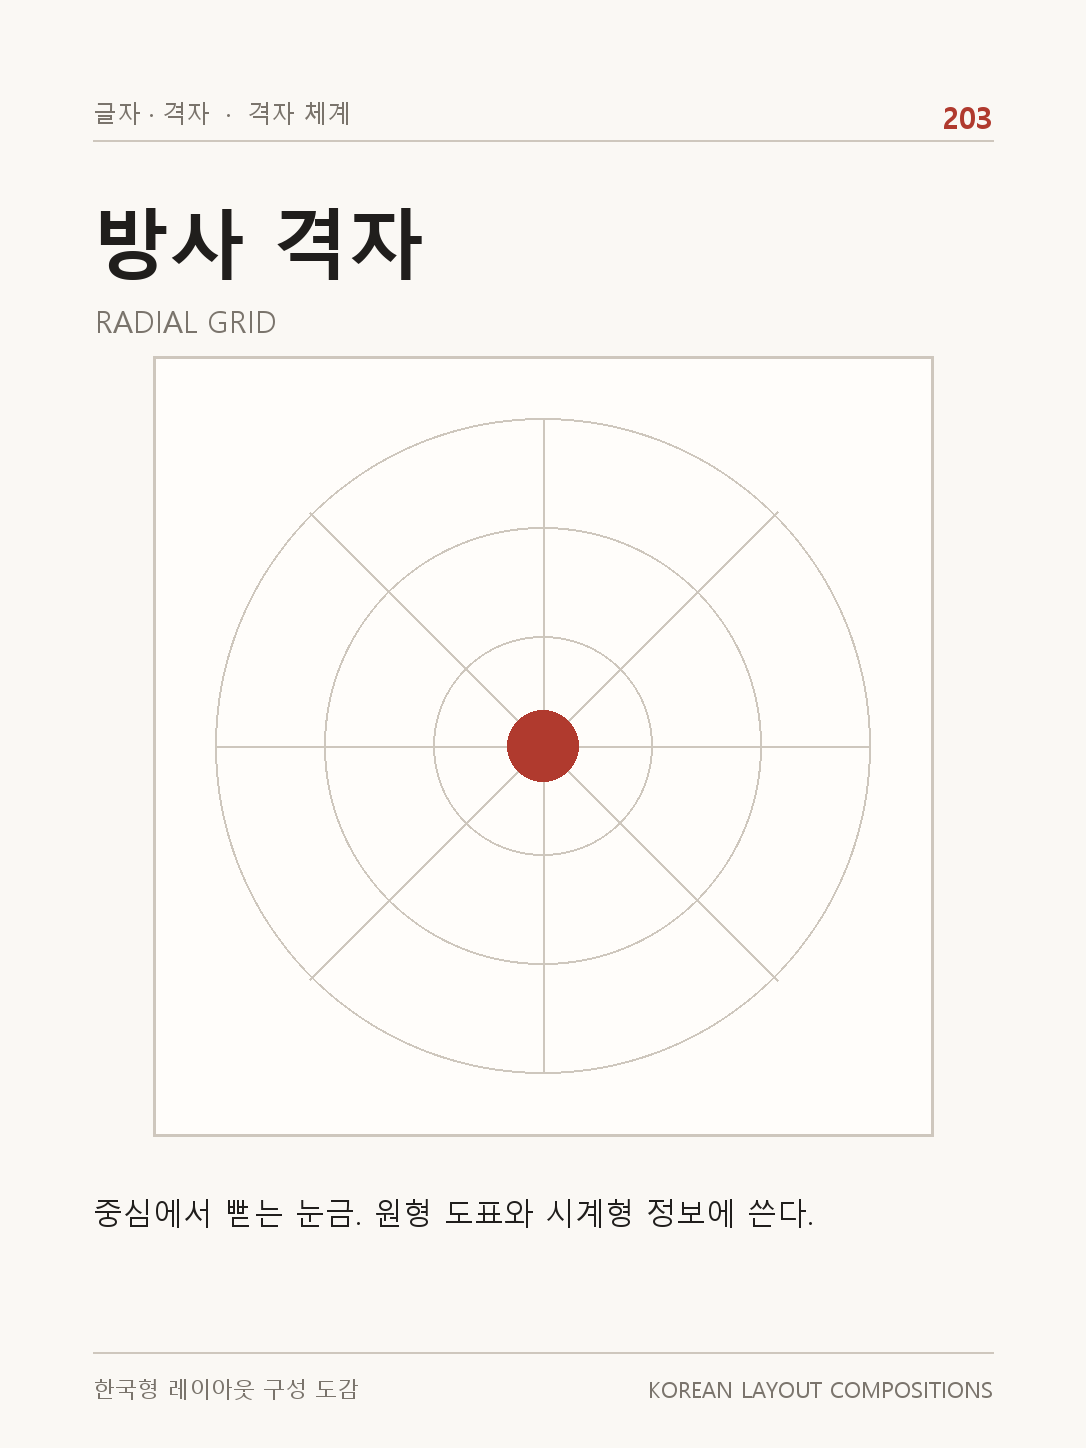 글자 · 격자 · 격자 체계
203
방사 격자
RADIAL GRID
중심에서 뻗는 눈금. 원형 도표와 시계형 정보에 쓴다.
한국형 레이아웃 구성 도감
KOREAN LAYOUT COMPOSITIONS